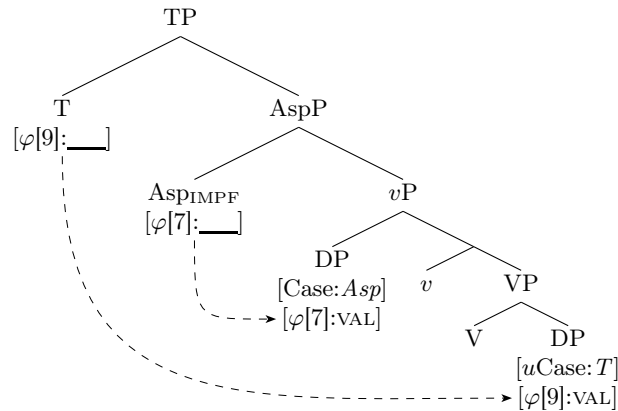 TP
T AspP
[φ[9]:___]
Asp_IMPF vP
[φ[7]:___]
DP v VP
[Case:Asp]
[φ[7]:VAL] V DP
[uCase:T]
[φ[9]:VAL]